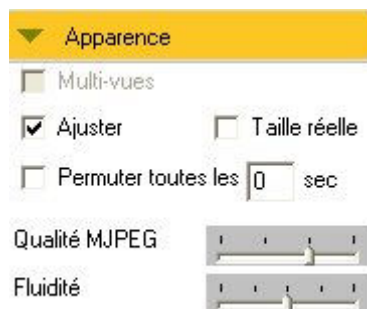 Apparence
Multi-vues
Ajuster Taille réelle
Permuter toutes les 0 sec
Qualité MJPEG
Fluidité